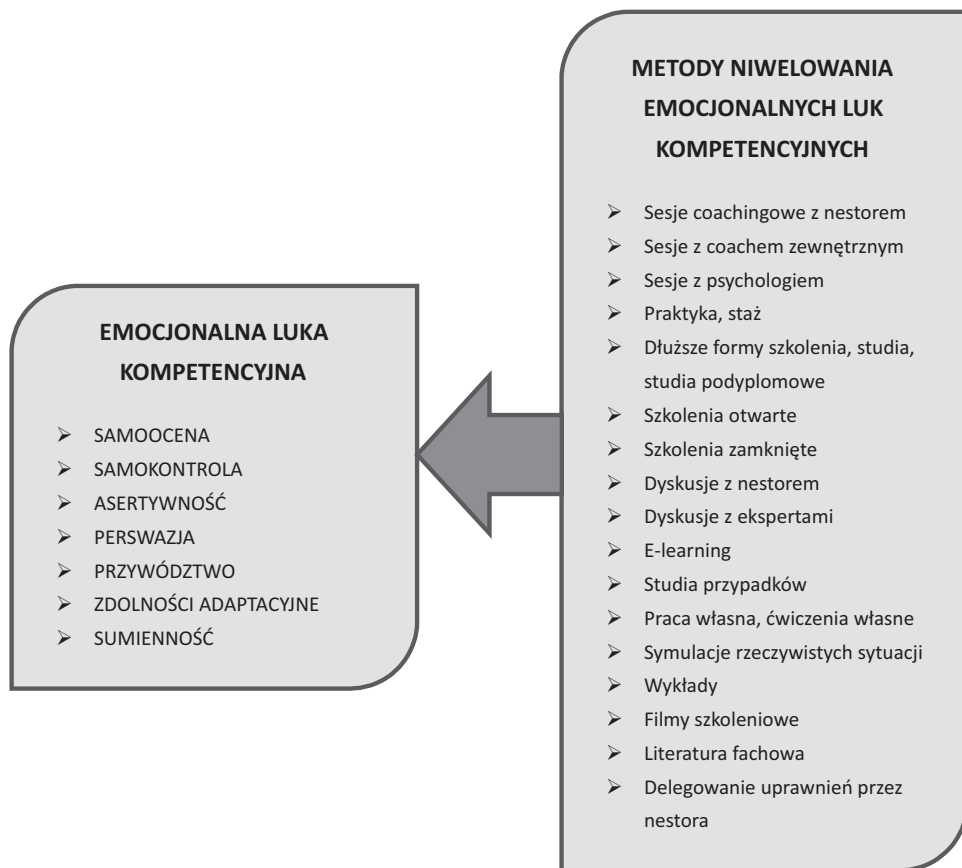 METODY NIWELOWANIA
EMOCJONALNYCH LUK
KOMPETENCYJNYCH
➢ Sesje coachingowe z nestorem
➢ Sesje z coachem zewnętrznym
➢ Sesje z psychologiem
➢ Praktyka, staż
➢ Dłuższe formy szkolenia, studia,
studia podyplomowe
➢ Szkolenia otwarte
➢ Szkolenia zamknięte
➢ Dyskusje z nestorem
➢ Dyskusje z ekspertami
➢ E-learning
➢ Studia przypadków
➢ Praca własna, ćwiczenia własne
➢ Symulacje rzeczywistych sytuacji
➢ Wykłady
➢ Filmy szkoleniowe
➢ Literatura fachowa
➢ Delegowanie uprawnień przez
nestora
EMOCJONALNA LUKA
KOMPETENCYJNA
➢ SAMOOCENA
➢ SAMOKONTROLA
➢ ASERTYWNOŚĆ
➢ PERSWAZJA
➢ PRZYWÓDZTWO
➢ ZDOLNOŚCI ADAPTACYJNE
➢ SUMIENNOŚĆ